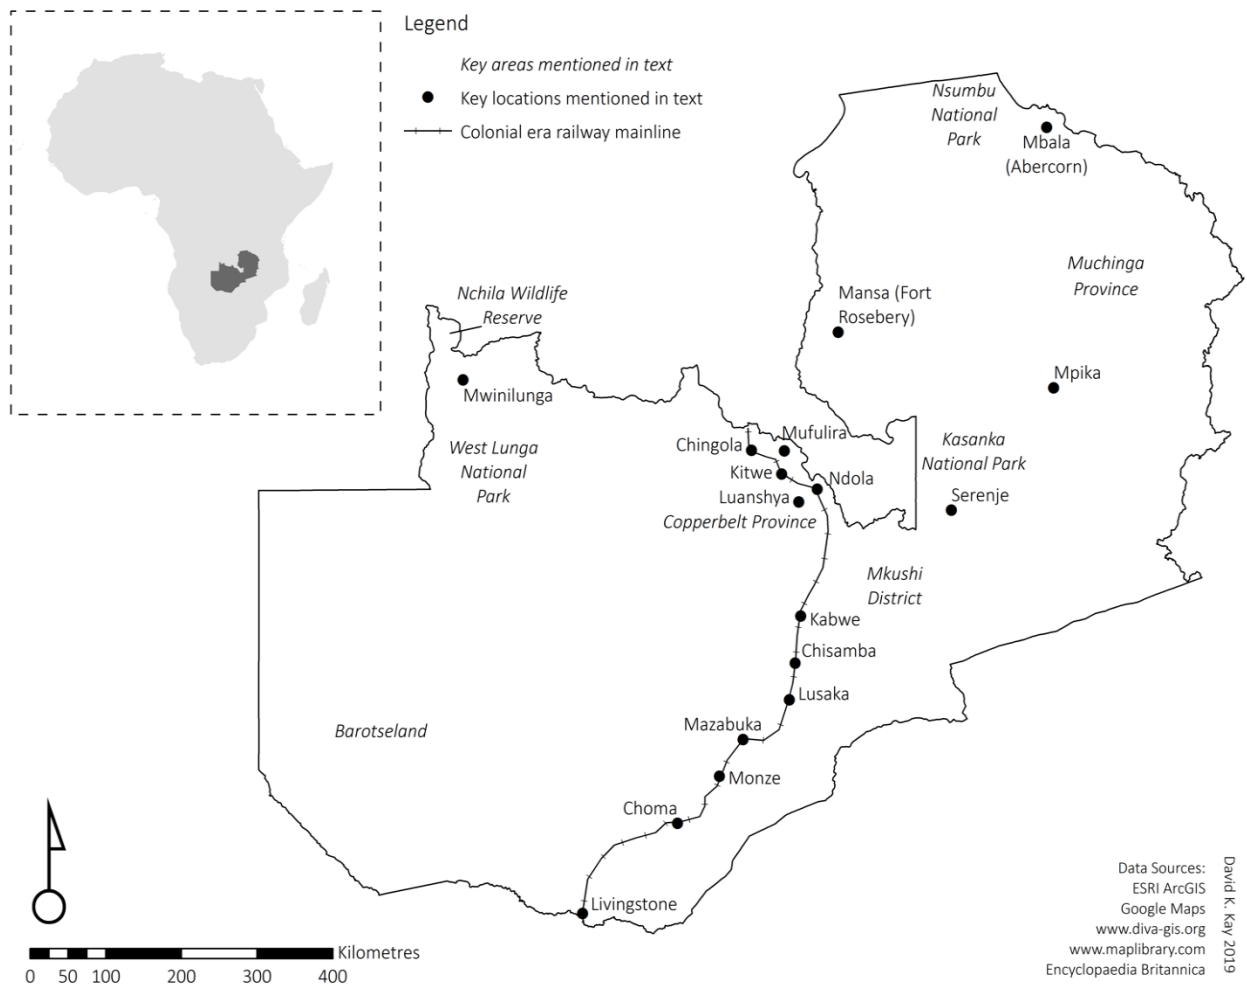 Legend
Key areas mentioned in text
Key locations mentioned in text
Colonial era railway mainline
Nsumbu
National
Park
Mbala
(Abercorn)
Muchinga
Province
Nchila Wildlife
Reserve
Mansa (Fort
Rosebery)
Mpika
Mwinilunga
West Lunga
National
Park
Chingola
Mufulira
Kitwe
Ndola
Luanshya
Copperbelt Province
Kasanka
National Park
Serenje
Mkushi
District
Kabwe
Chisamba
Lusaka
Mazabuka
Barotseland
Monze
Choma
Livingstone
Kilometres
0 50 100 200 300 400
Data Sources:
ESRI ArcGIS
Google Maps
www.diva-gis.org
www.maplibrary.com
Encyclopaedia Britannica
David K. Kay 2019